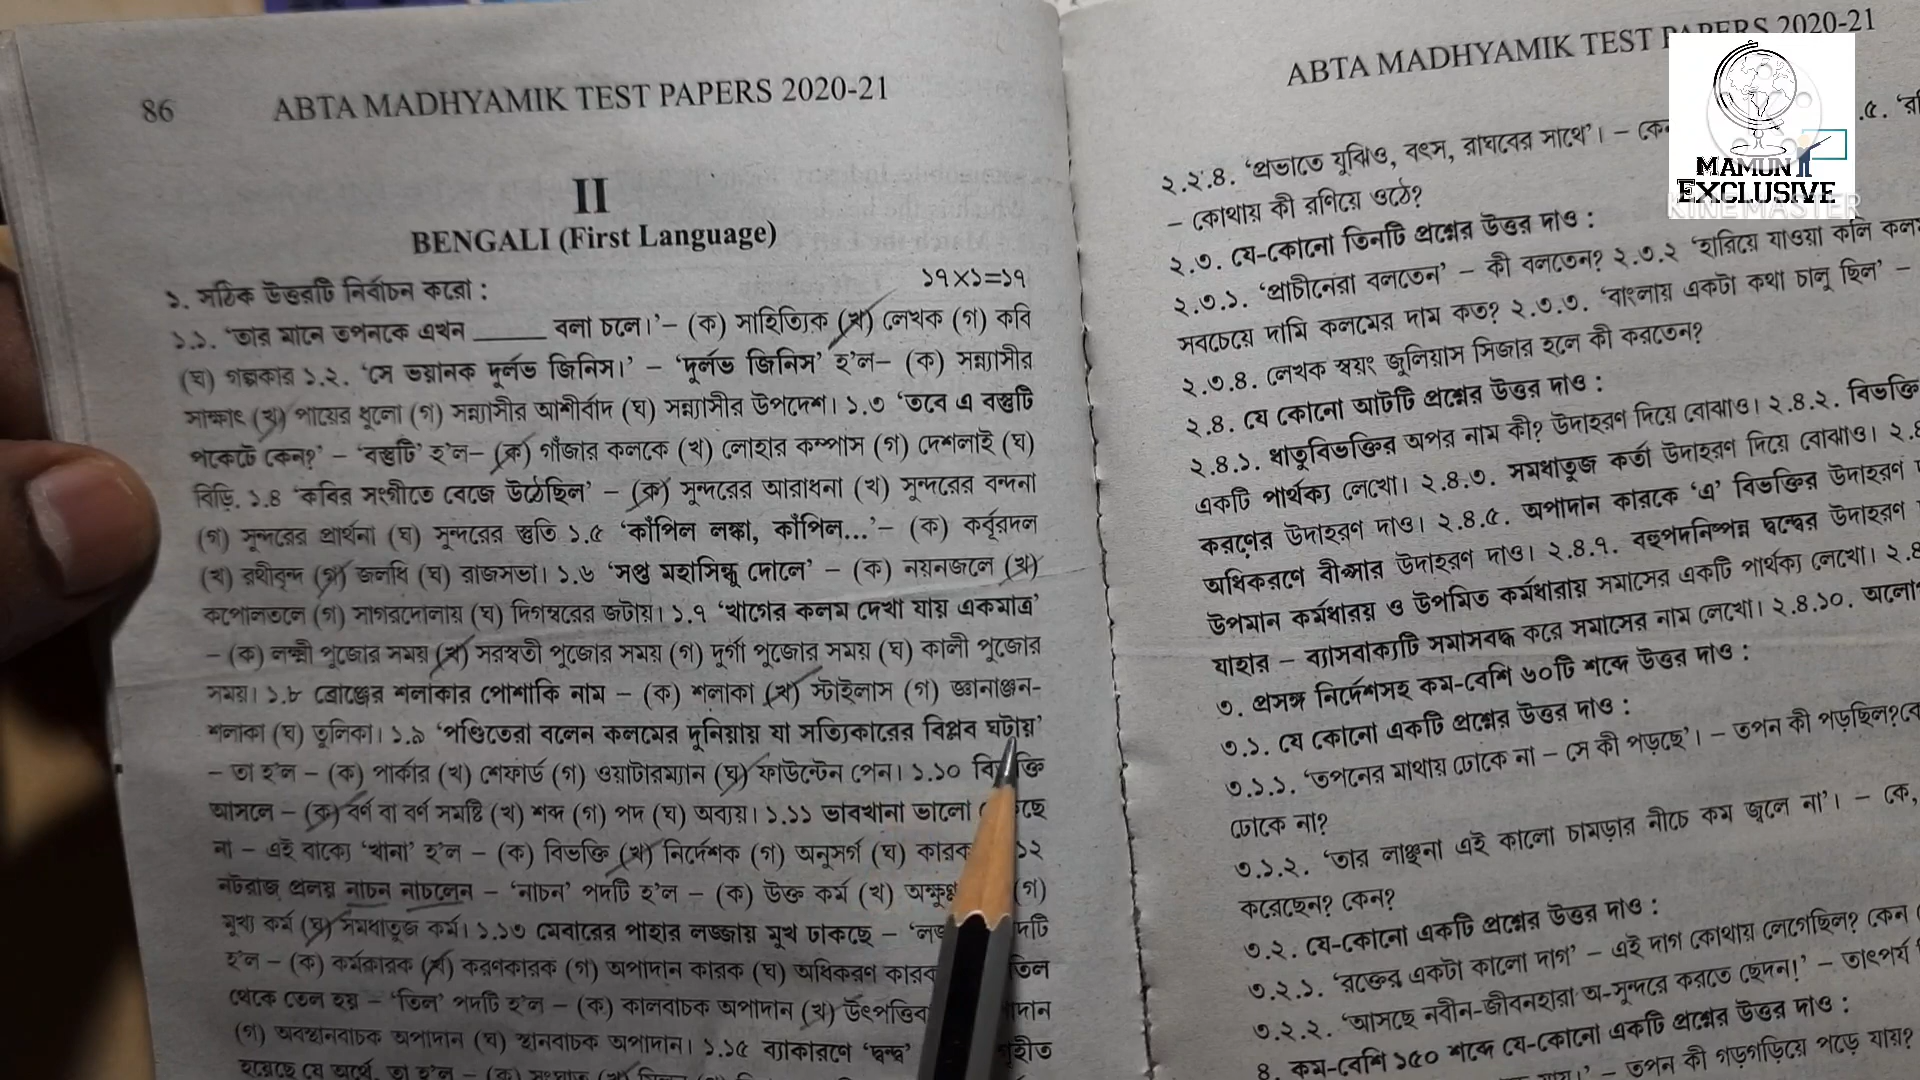 86 ABTA MADHYAMIK TEST PAPERS 2020-21
II
BENGALI (First Language)
১. সঠিক উত্তরটি নির্বাচন করো : ১৭×১=১৭
১.১. 'তার মানে তপনকে এখন ______ বলা চলে।'– (ক) সাহিত্যিক (খ) লেখক (গ) কবি
(ঘ) গল্পকার ১.২. 'সে ভয়ানক দুর্লভ জিনিস।' – 'দুর্লভ জিনিস' হ'ল– (ক) সন্ন্যাসীর
সাক্ষাৎ (খ) পায়ের ধুলো (গ) সন্ন্যাসীর আশীর্বাদ (ঘ) সন্ন্যাসীর উপদেশ। ১.৩ 'তবে এ বস্তুটি
পকেটে কেন?' – 'বস্তুটি' হ'ল– (ক) গাঁজার কলকে (খ) লোহার কম্পাস (গ) দেশলাই (ঘ)
বিড়ি. ১.৪ 'কবির সংগীতে বেজে উঠেছিল' – (ক) সুন্দরের আরাধনা (খ) সুন্দরের বন্দনা
(গ) সুন্দরের প্রার্থনা (ঘ) সুন্দরের স্তুতি ১.৫ 'কাঁপিল লঙ্কা, কাঁপিল...'– (ক) কর্বূরদল
(খ) রথীবৃন্দ (গ) জলধি (ঘ) রাজসভা। ১.৬ 'সপ্ত মহাসিন্ধু দোলে' – (ক) নয়নজলে (খ)
কপোলতলে (গ) সাগরদোলায় (ঘ) দিগম্বরের জটায়। ১.৭ 'খাগের কলম দেখা যায় একমাত্র'
– (ক) লক্ষ্মী পুজোর সময় (খ) সরস্বতী পুজোর সময় (গ) দুর্গা পুজোর সময় (ঘ) কালী পুজোর
সময়। ১.৮ ব্রোঞ্জের শলাকার পোশাকি নাম – (ক) শলাকা (খ) স্টাইলাস (গ) জ্ঞানাঞ্জন-
শলাকা (ঘ) তূলিকা। ১.৯ 'পণ্ডিতেরা বলেন কলমের দুনিয়ায় যা সত্যিকারের বিপ্লব ঘটায়'
– তা হ'ল – (ক) পার্কার (খ) শেফার্ড (গ) ওয়াটারম্যান (ঘ) ফাউন্টেন পেন। ১.১০
আসলে – (ক) বর্ণ বা বর্ণ সমষ্টি (খ) শব্দ (গ) পদ (ঘ) অব্যয়। ১.১১ ভাবখানা ভালো
না – এই বাক্যে 'খানা' হ'ল – (ক) বিভক্তি (খ) নির্দেশক (গ) অনুসর্গ (ঘ)
নটরাজ প্রলয় নাচন নাচলেন – 'নাচন' পদটি হ'ল – (ক) উক্ত কর্ম (খ) (গ)
মুখ্য কর্ম (ঘ) সমধাতুজ কর্ম। ১.১৩ মেবারের পাহার লজ্জায় মুখ ঢাকছে –
হ'ল – (ক) কর্মকারক (খ) করণকারক (গ) অপাদান কারক (ঘ) অধিকরণ তিল
থেকে তেল হয় – 'তিল' পদটি হ'ল – (ক) কালবাচক অপাদান (খ)
(গ) অবস্থানবাচক অপাদান (ঘ) স্থানবাচক অপাদান। ১.১৫ ব্যাকারণে 'দ্বন্দ্ব'
হয়েছে যে অর্থে, তা হ'ল – (ক)
ABTA MADHYAMIK TEST PAPERS 2020-21
২.২.৪. 'প্রভাতে যুঝিও, বৎস, রাঘবের সাথে'। –
– কোথায় কী রণিয়ে ওঠে?
২.৩. যে-কোনো তিনটি প্রশ্নের উত্তর দাও :
২.৩.১. 'প্রাচীনেরা বলতেন' – কী বলতেন? ২.৩.২ 'হারিয়ে যাওয়া কালি
সবচেয়ে দামি কলমের দাম কত? ২.৩.৩. 'বাংলায় একটা কথা চালু ছিল' –
২.৩.৪. লেখক স্বয়ং জুলিয়াস সিজার হলে কী করতেন?
২.৪. যে কোনো আটটি প্রশ্নের উত্তর দাও :
২.৪.১. ধাতুবিভক্তির অপর নাম কী? উদাহরণ দিয়ে বোঝাও। ২.৪.২. বিভক্তি
একটি পার্থক্য লেখো। ২.৪.৩. সমধাতুজ কর্তা উদাহরণ দিয়ে বোঝাও।
করণের উদাহরণ দাও। ২.৪.৫. অপাদান কারকে 'এ' বিভক্তির উদাহরণ
অধিকরণে বীপ্সার উদাহরণ দাও। ২.৪.৭. বহুপদনিষ্পন্ন দ্বন্দ্বের উদাহরণ
উপমান কর্মধারয় ও উপমিত কর্মধারায় সমাসের একটি পার্থক্য লেখো।
যাহার – ব্যাসবাক্যটি সমাসবদ্ধ করে সমাসের নাম লেখো। ২.৪.১০.
৩. প্রসঙ্গ নির্দেশসহ কম-বেশি ৬০টি শব্দে উত্তর দাও :
৩.১. যে কোনো একটি প্রশ্নের উত্তর দাও :
৩.১.১. 'তপনের মাথায় ঢোকে না – সে কী পড়ছে'। – তপন কী পড়ছিল?
ঢোকে না?
৩.১.২. 'তার লাঞ্ছনা এই কালো চামড়ার নীচে কম জ্বলে না'। – কে,
করেছেন? কেন?
৩.২. যে-কোনো একটি প্রশ্নের উত্তর দাও :
৩.২.১. 'রক্তের একটা কালো দাগ' – এই দাগ কোথায় লেগেছিল? কেন
৩.২.২. 'আসছে নবীন-জীবনহারা অ-সুন্দরে করতে ছেদন!' – তাৎপর্য
৪. কম-বেশি ১৫০ শব্দে যে-কোনো একটি প্রশ্নের উত্তর দাও :
– তপন কী গড়গড়িয়ে পড়ে যায়?
MAMUN
EXCLUSIVE
KINEMASTER